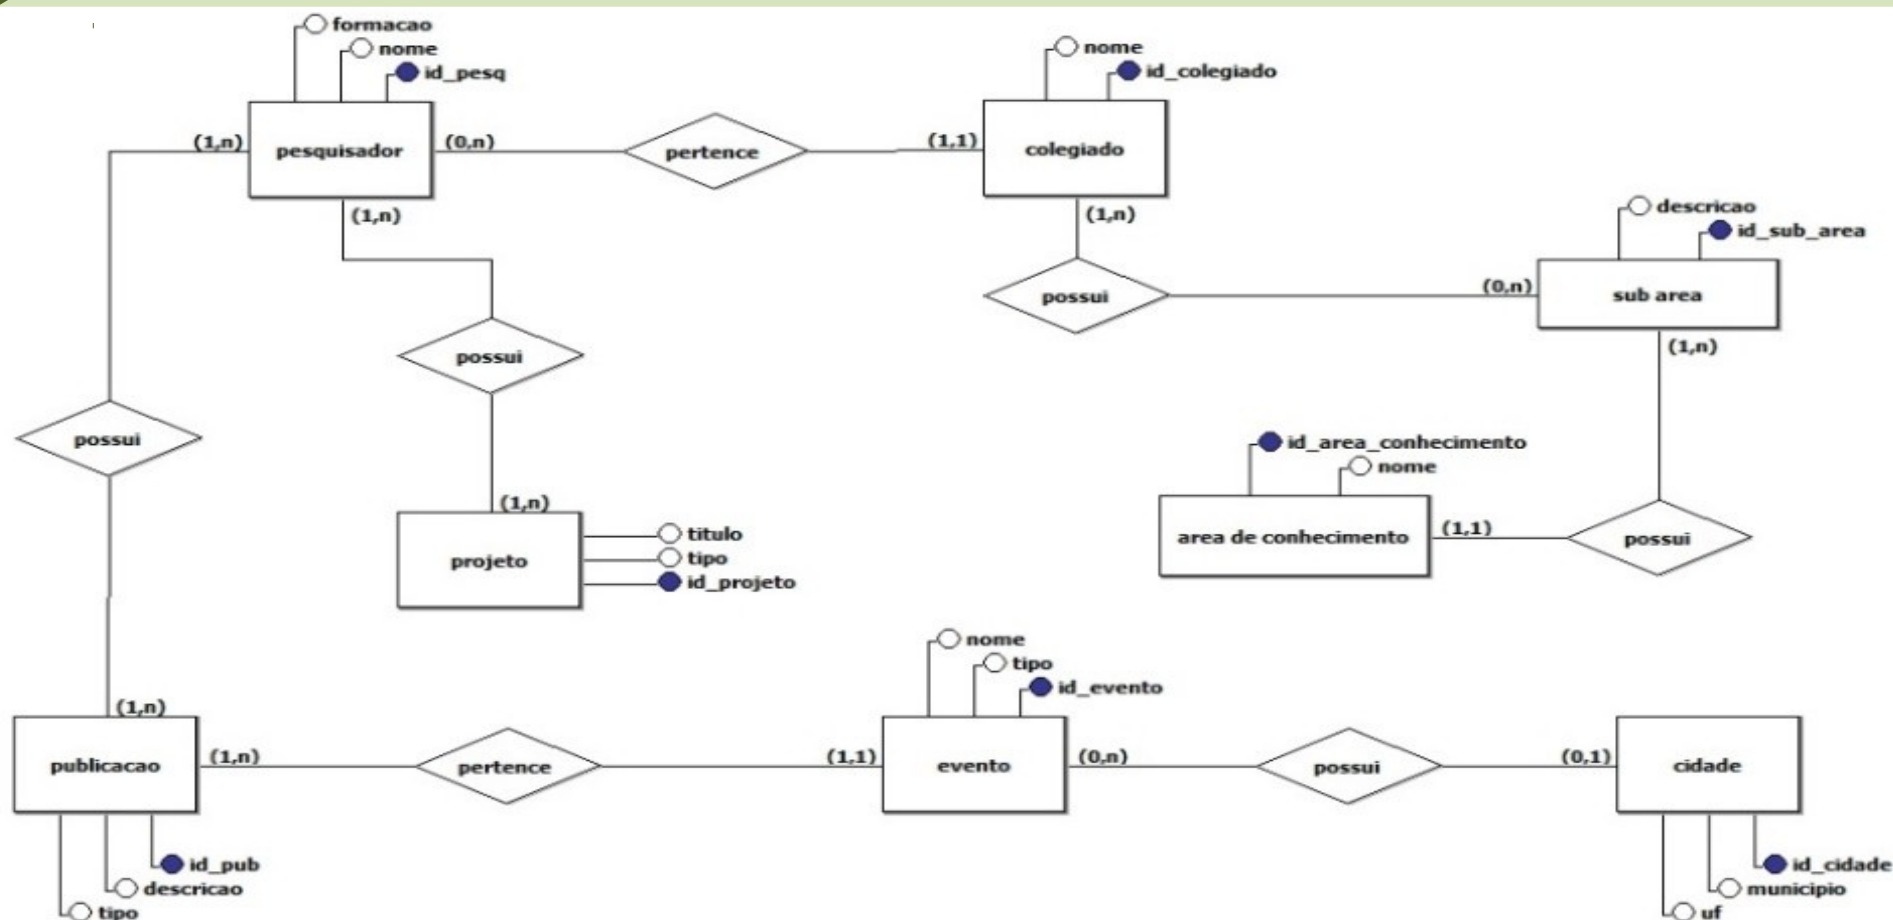 formacao
nome
id_pesq
nome
id_colegiado
(1,n)
pesquisador
(0,n)
pertence
(1,1)
colegiado
(1,n)
(1,n)
descricao
id_sub_area
possui
(0,n)
sub area
(1,n)
possui
possui
id_area_conhecimento
nome
area de conhecimento
(1,1)
possui
(1,n)
projeto
titulo
tipo
id_projeto
nome
tipo
id_evento
(1,n)
publicacao
(1,n)
pertence
(1,1)
evento
(0,n)
possui
(0,1)
cidade
id_pub
descricao
tipo
id_cidade
municipio
uf